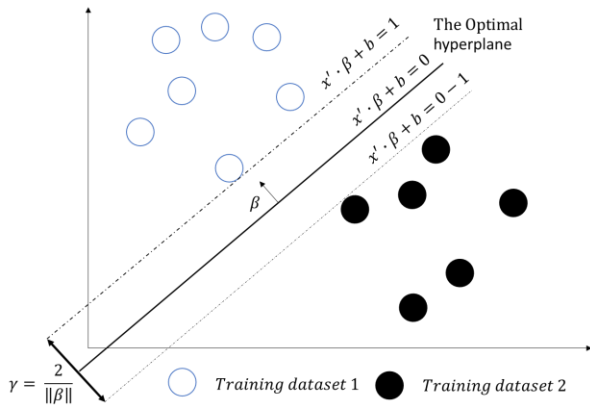 The Optimal
hyperplane
x′ · β + b = 1
x′ · β + b = 0
x′ · β + b = 0 − 1
β
γ = 2 / ‖β‖
Training dataset 1
Training dataset 2